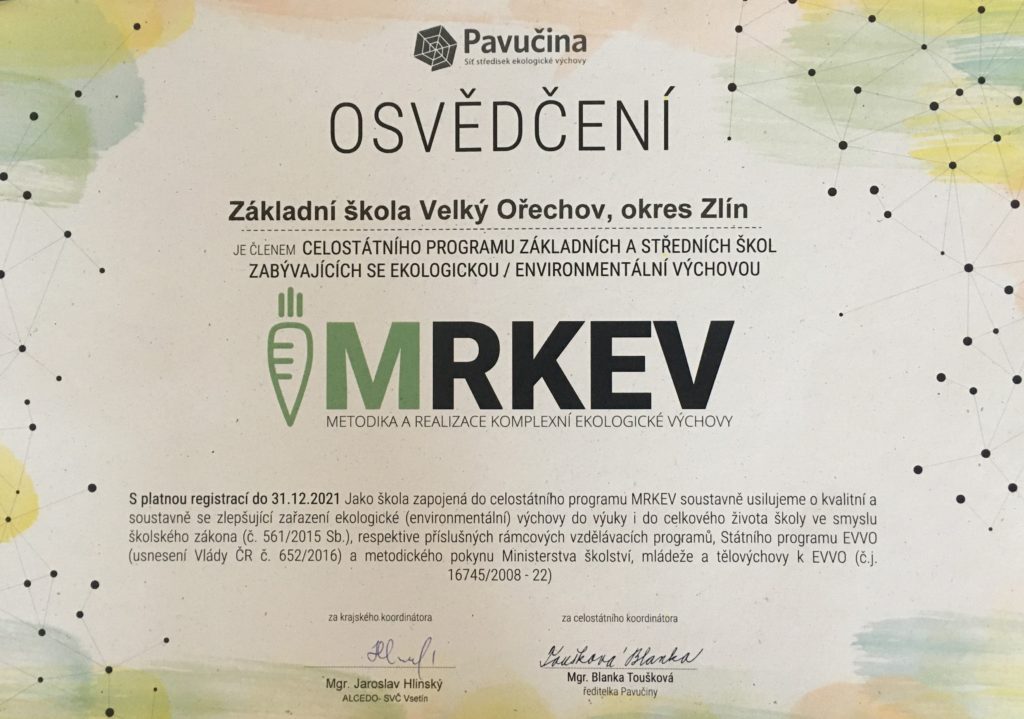 Pavučina
Síť středisek ekologické výchovy
OSVĚDČENÍ
Základní škola Velký Ořechov, okres Zlín
JE ČLENEM CELOSTÁTNÍHO PROGRAMU ZÁKLADNÍCH A STŘEDNÍCH ŠKOL
ZABÝVAJÍCÍCH SE EKOLOGICKOU / ENVIRONMENTÁLNÍ VÝCHOVOU
MRKEV
METODIKA A REALIZACE KOMPLEXNÍ EKOLOGICKÉ VÝCHOVY
S platnou registrací do 31.12.2021 Jako škola zapojená do celostátního programu MRKEV soustavně usilujeme o kvalitní a
soustavně se zlepšující zařazení ekologické (environmentální) výchovy do výuky i do celkového života školy ve smyslu
školského zákona (č. 561/2015 Sb.), respektive příslušných rámcových vzdělávacích programů, Státního programu EVVO
(usnesení Vlády ČR č. 652/2016) a metodického pokynu Ministerstva školství, mládeže a tělovýchovy k EVVO (č.j.
16745/2008 - 22)
za krajského koordinátora
za celostátního koordinátora
Toušková Blanka
Mgr. Jaroslav Hlinský
ALCEDO- SVČ Vsetín
Mgr. Blanka Toušková
ředitelka Pavučiny